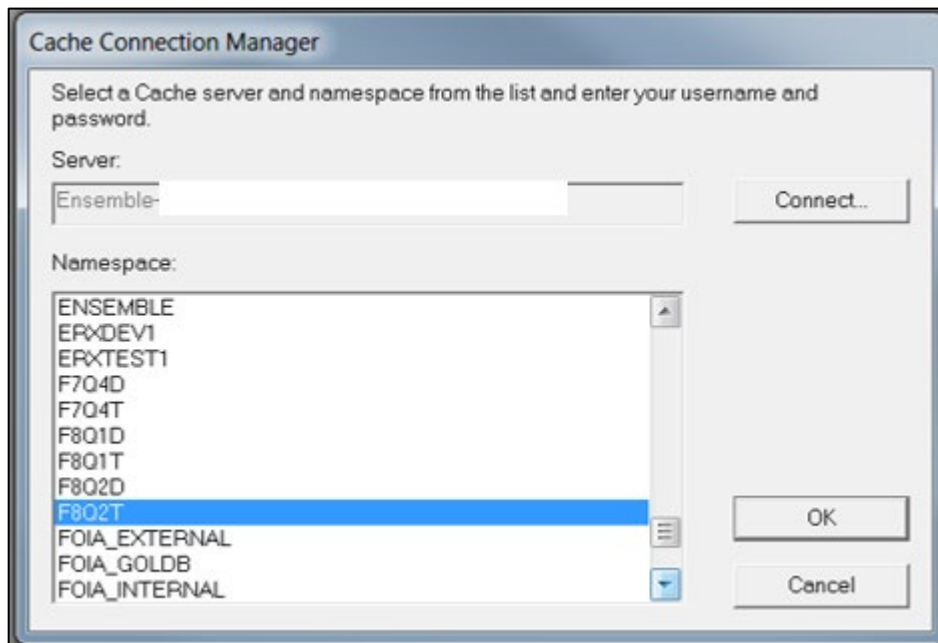 Cache Connection Manager
Select a Cache server and namespace from the list and enter your username and
password.
Server:
Ensemble-
Connect...
Namespace:
ENSEMBLE
ERXDEV1
ERXTEST1
F7Q4D
F7Q4T
F8Q1D
F8Q1T
F8Q2D
F8Q2T
FOIA_EXTERNAL
FOIA_GOLDB
FOIA_INTERNAL
OK
Cancel